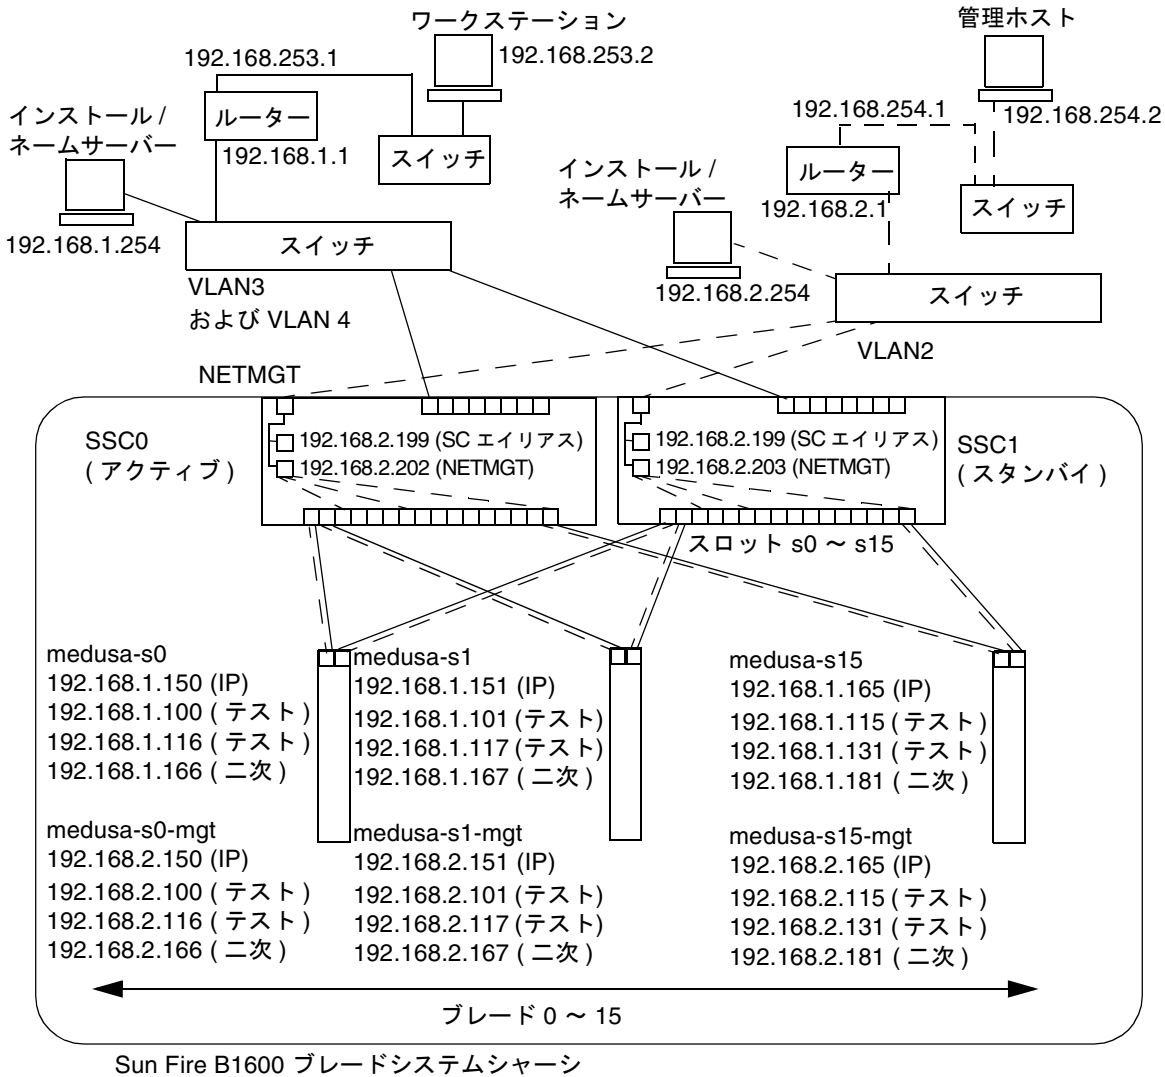 ワークステーション
192.168.253.1
192.168.253.2
管理ホスト
インストール /
ネームサーバー
ルーター
192.168.1.1
スイッチ
192.168.254.1
192.168.254.2
インストール /
ネームサーバー
ルーター
192.168.2.1
スイッチ
192.168.1.254
スイッチ
192.168.2.254
スイッチ
VLAN3
および VLAN 4
VLAN2
NETMGT
SSC0
( アクティブ )
192.168.2.199 (SC エイリアス)
192.168.2.202 (NETMGT)
192.168.2.199 (SC エイリアス)
192.168.2.203 (NETMGT)
SSC1
( スタンバイ )
スロット s0 ～ s15
medusa-s0
192.168.1.150 (IP)
192.168.1.100 ( テスト )
192.168.1.116 ( テスト )
192.168.1.166 ( 二次 )
medusa-s0-mgt
192.168.2.150 (IP)
192.168.2.100 ( テスト )
192.168.2.116 ( テスト )
192.168.2.166 ( 二次 )
medusa-s1
192.168.1.151 (IP)
192.168.1.101 (テスト)
192.168.1.117 (テスト)
192.168.1.167 ( 二次 )
medusa-s1-mgt
192.168.2.151 (IP)
192.168.2.101 (テスト)
192.168.2.117 (テスト)
192.168.2.167 ( 二次 )
medusa-s15
192.168.1.165 (IP)
192.168.1.115 ( テスト )
192.168.1.131 ( テスト )
192.168.1.181 ( 二次 )
medusa-s15-mgt
192.168.2.165 (IP)
192.168.2.115 ( テスト )
192.168.2.131 ( テスト )
192.168.2.181 ( 二次 )
ブレード 0 ～ 15
Sun Fire B1600 ブレードシステムシャーシ